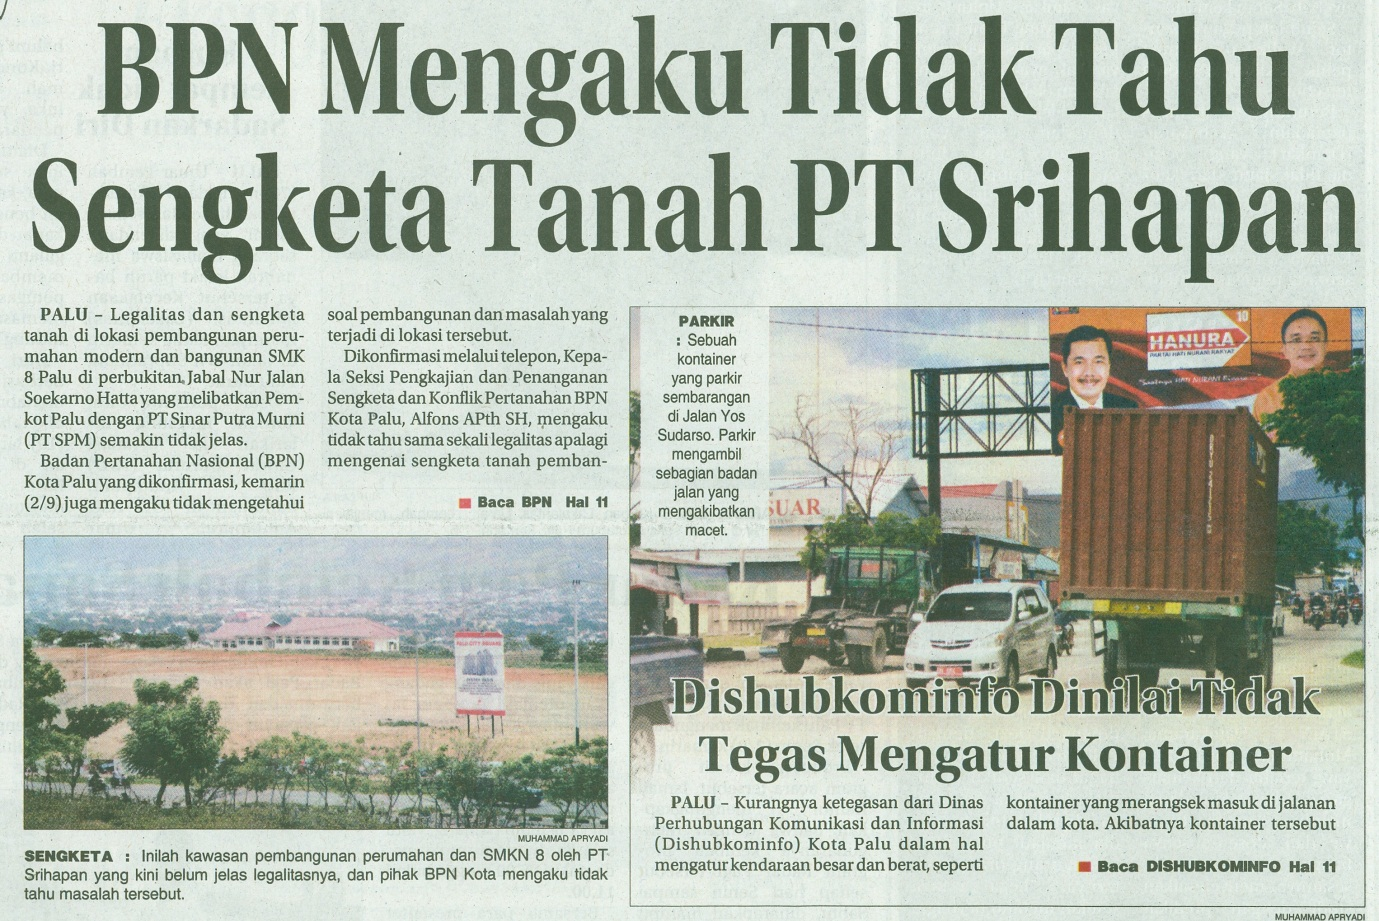 BPN Mengaku Tidak Tahu
Sengketa Tanah PT Srihapan
PALU – Legalitas dan sengketa
tanah di lokasi pembangunan peru-
mahan modern dan bangunan SMK
8 Palu di perbukitan Jabal Nur Jalan
Soekarno Hatta yang melibatkan Pem-
kot Palu dengan PT Sinar Putra Murni
(PT SPM) semakin tidak jelas.
Badan Pertanahan Nasional (BPN)
Kota Palu yang dikonfirmasi, kemarin
(2/9) juga mengaku tidak mengetahui
soal pembangunan dan masalah yang
terjadi di lokasi tersebut.
Dikonfirmasi melalui telepon, Kepa-
la Seksi Pengkajian dan Penanganan
Sengketa dan Konflik Pertanahan BPN
Kota Palu, Alfons APth SH, mengaku
tidak tahu sama sekali legalitas apalagi
mengenai sengketa tanah pemban-
Baca BPN Hal 11
PALU CITY SQUARE
MUHAMMAD APRYADI
SENGKETA : Inilah kawasan pembangunan perumahan dan SMKN 8 oleh PT
Srihapan yang kini belum jelas legalitasnya, dan pihak BPN Kota mengaku tidak
tahu masalah tersebut.
PARKIR
: Sebuah
kontainer
yang parkir
sembarangan
di Jalan Yos
Sudarso. Parkir
mengambil
sebagian badan
jalan yang
mengakibatkan
macet.
10
HANURA
PARTAI HATI NURANI RAKYAT
SUAR
Dishubkominfo Dinilai Tidak
Tegas Mengatur Kontainer
PALU – Kurangnya ketegasan dari Dinas
Perhubungan Komunikasi dan Informasi
(Dishubkominfo) Kota Palu dalam hal
mengatur kendaraan besar dan berat, seperti
kontainer yang merangsek masuk di jalanan
dalam kota. Akibatnya kontainer tersebut
Baca DISHUBKOMINFO Hal 11
MUHAMMAD APRYADI